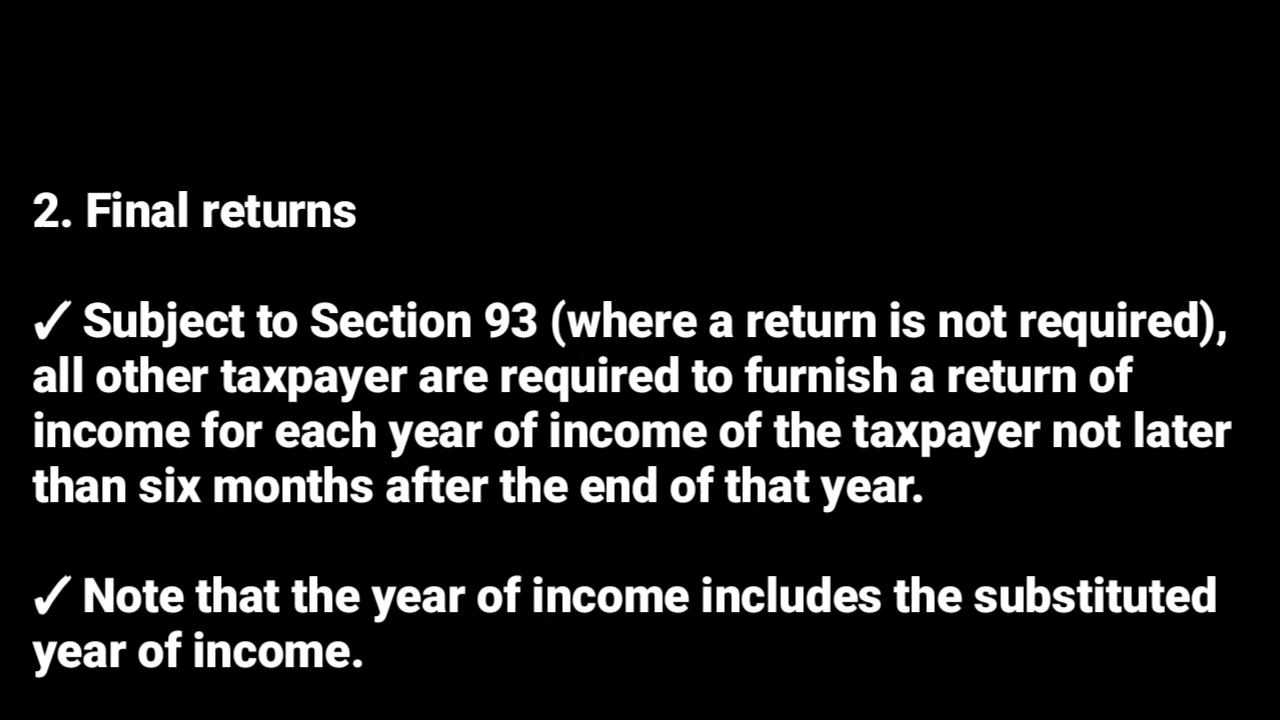 2. Final returns
✓ Subject to Section 93 (where a return is not required),
all other taxpayer are required to furnish a return of
income for each year of income of the taxpayer not later
than six months after the end of that year.
✓ Note that the year of income includes the substituted
year of income.